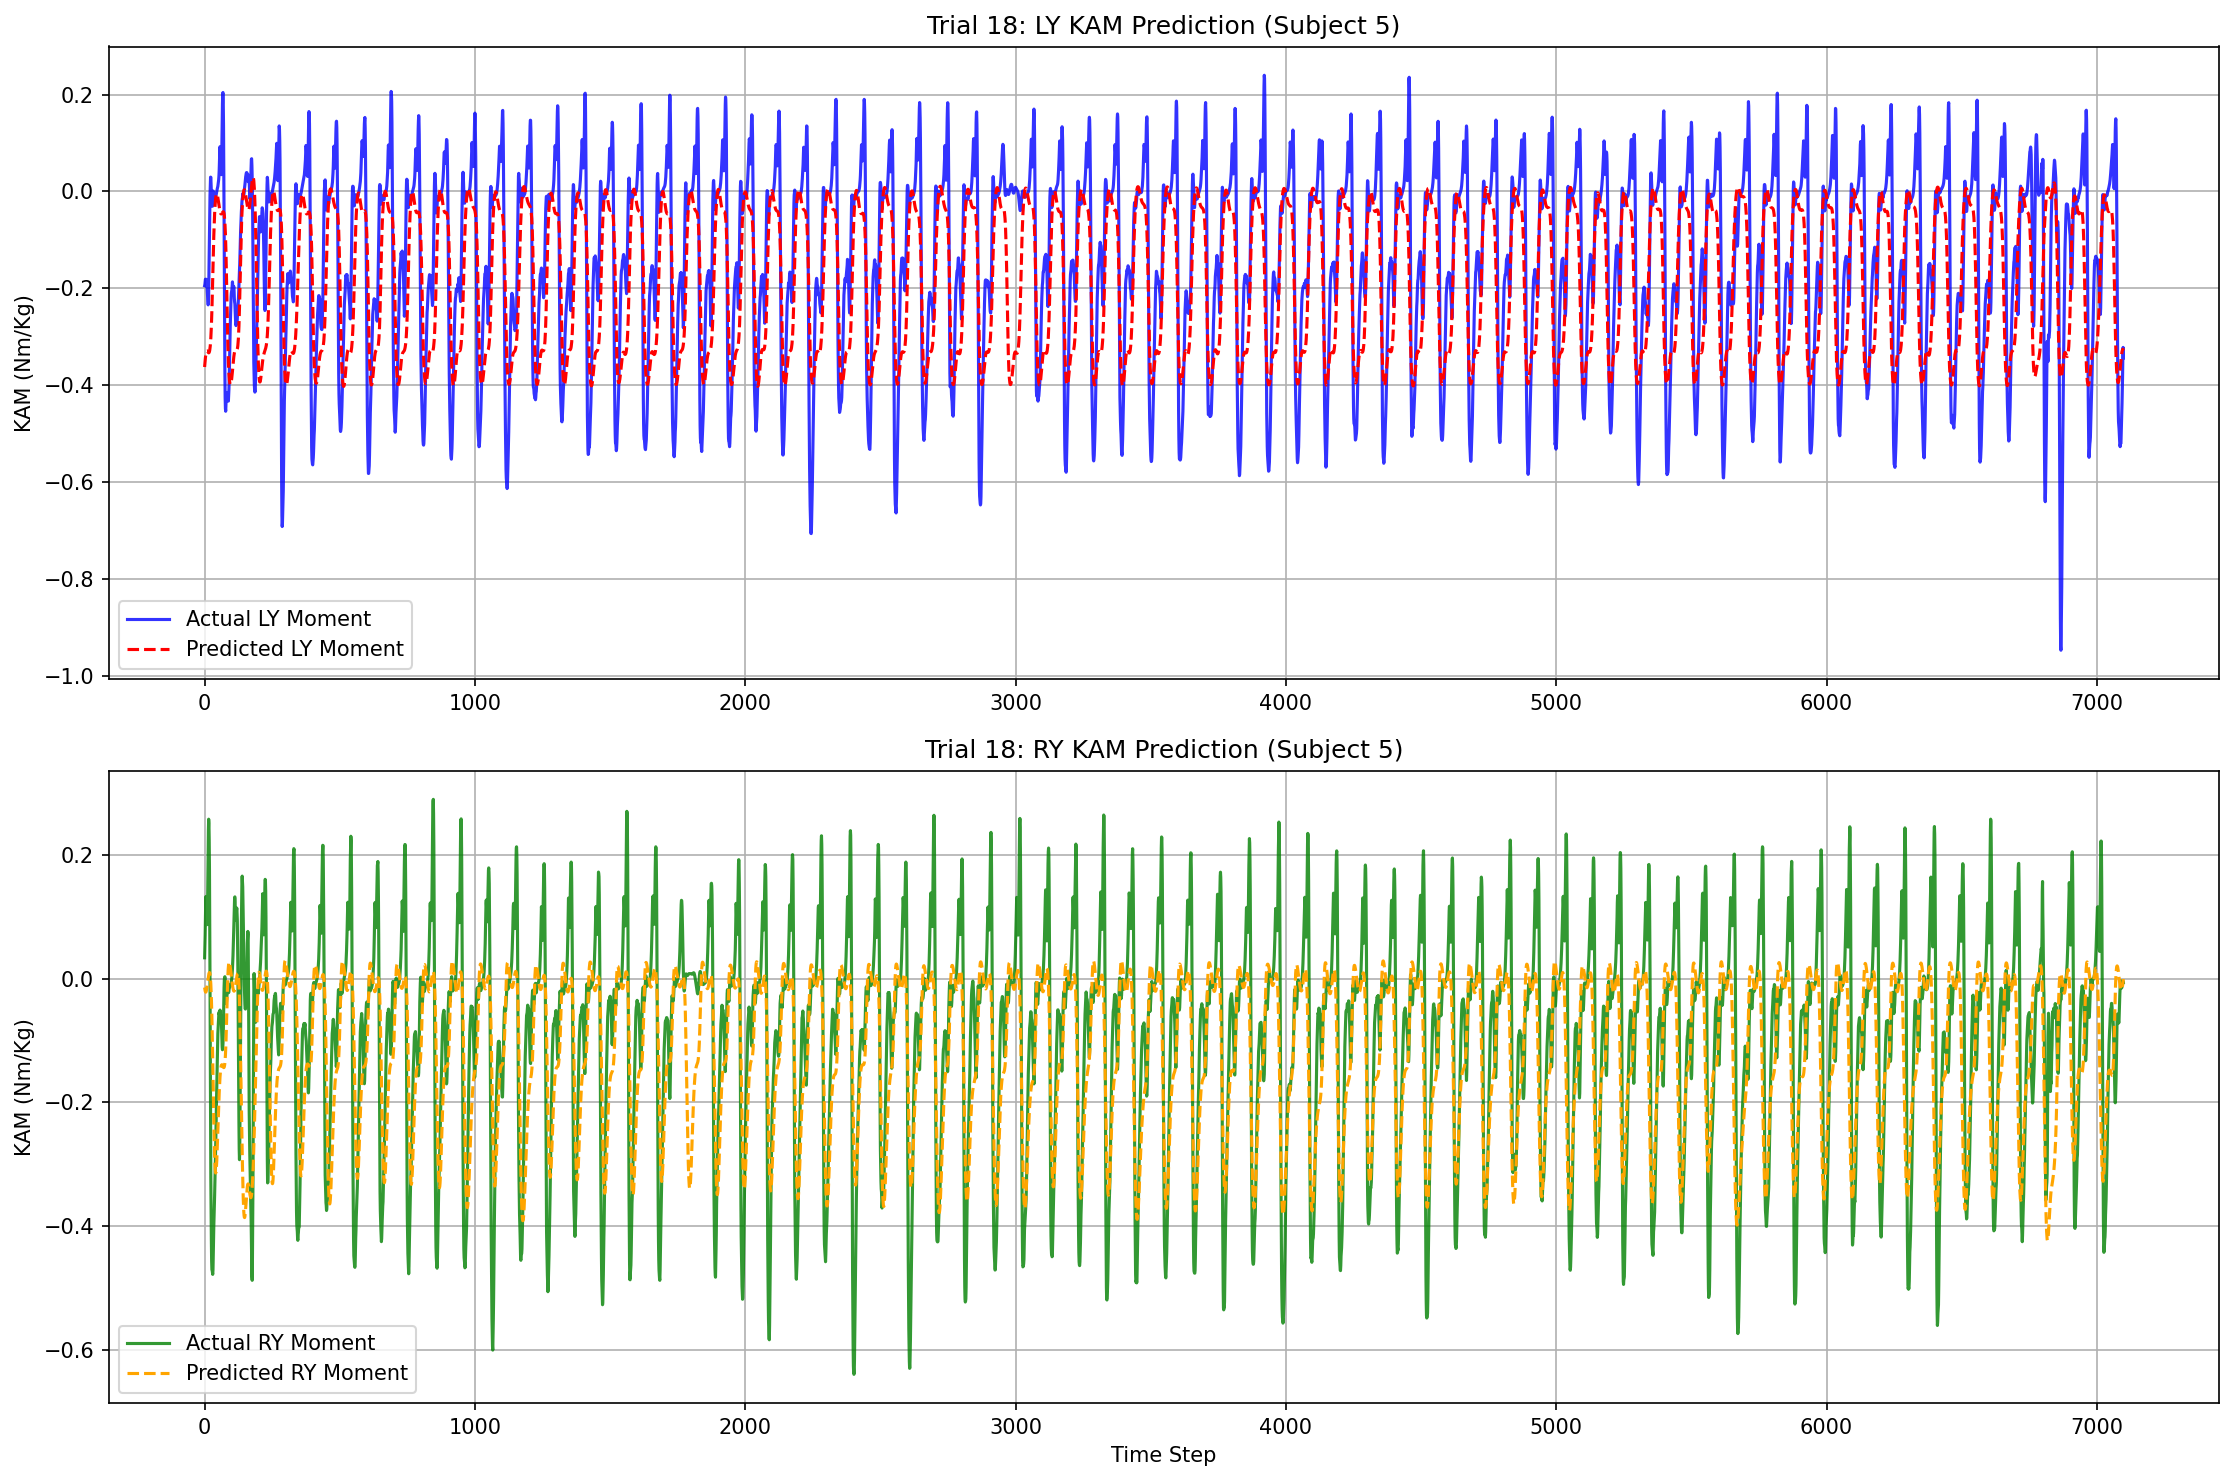 Trial 18: LY KAM Prediction (Subject 5)
KAM (Nm/Kg)
0.2
0.0
−0.2
−0.4
−0.6
−0.8
−1.0
Actual LY Moment
Predicted LY Moment
0 1000 2000 3000 4000 5000 6000 7000
Trial 18: RY KAM Prediction (Subject 5)
KAM (Nm/Kg)
0.2
0.0
−0.2
−0.4
−0.6
Actual RY Moment
Predicted RY Moment
0 1000 2000 3000 4000 5000 6000 7000
Time Step